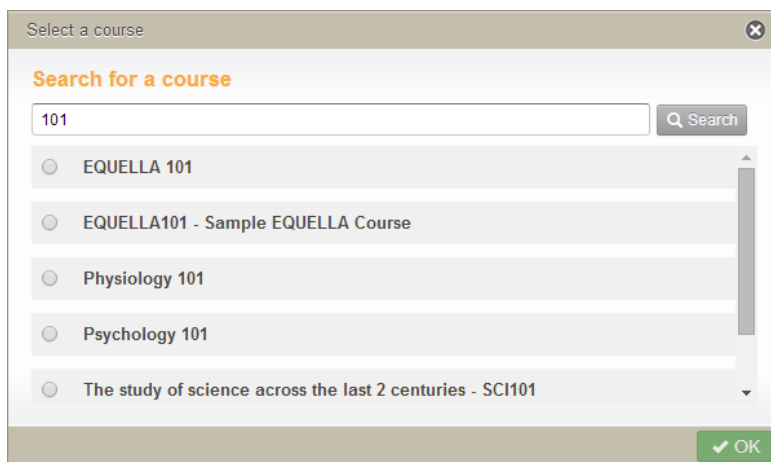 Select a course
Search for a course
101
Search
EQUELLA 101
EQUELLA101 - Sample EQUELLA Course
Physiology 101
Psychology 101
The study of science across the last 2 centuries - SCI101
OK